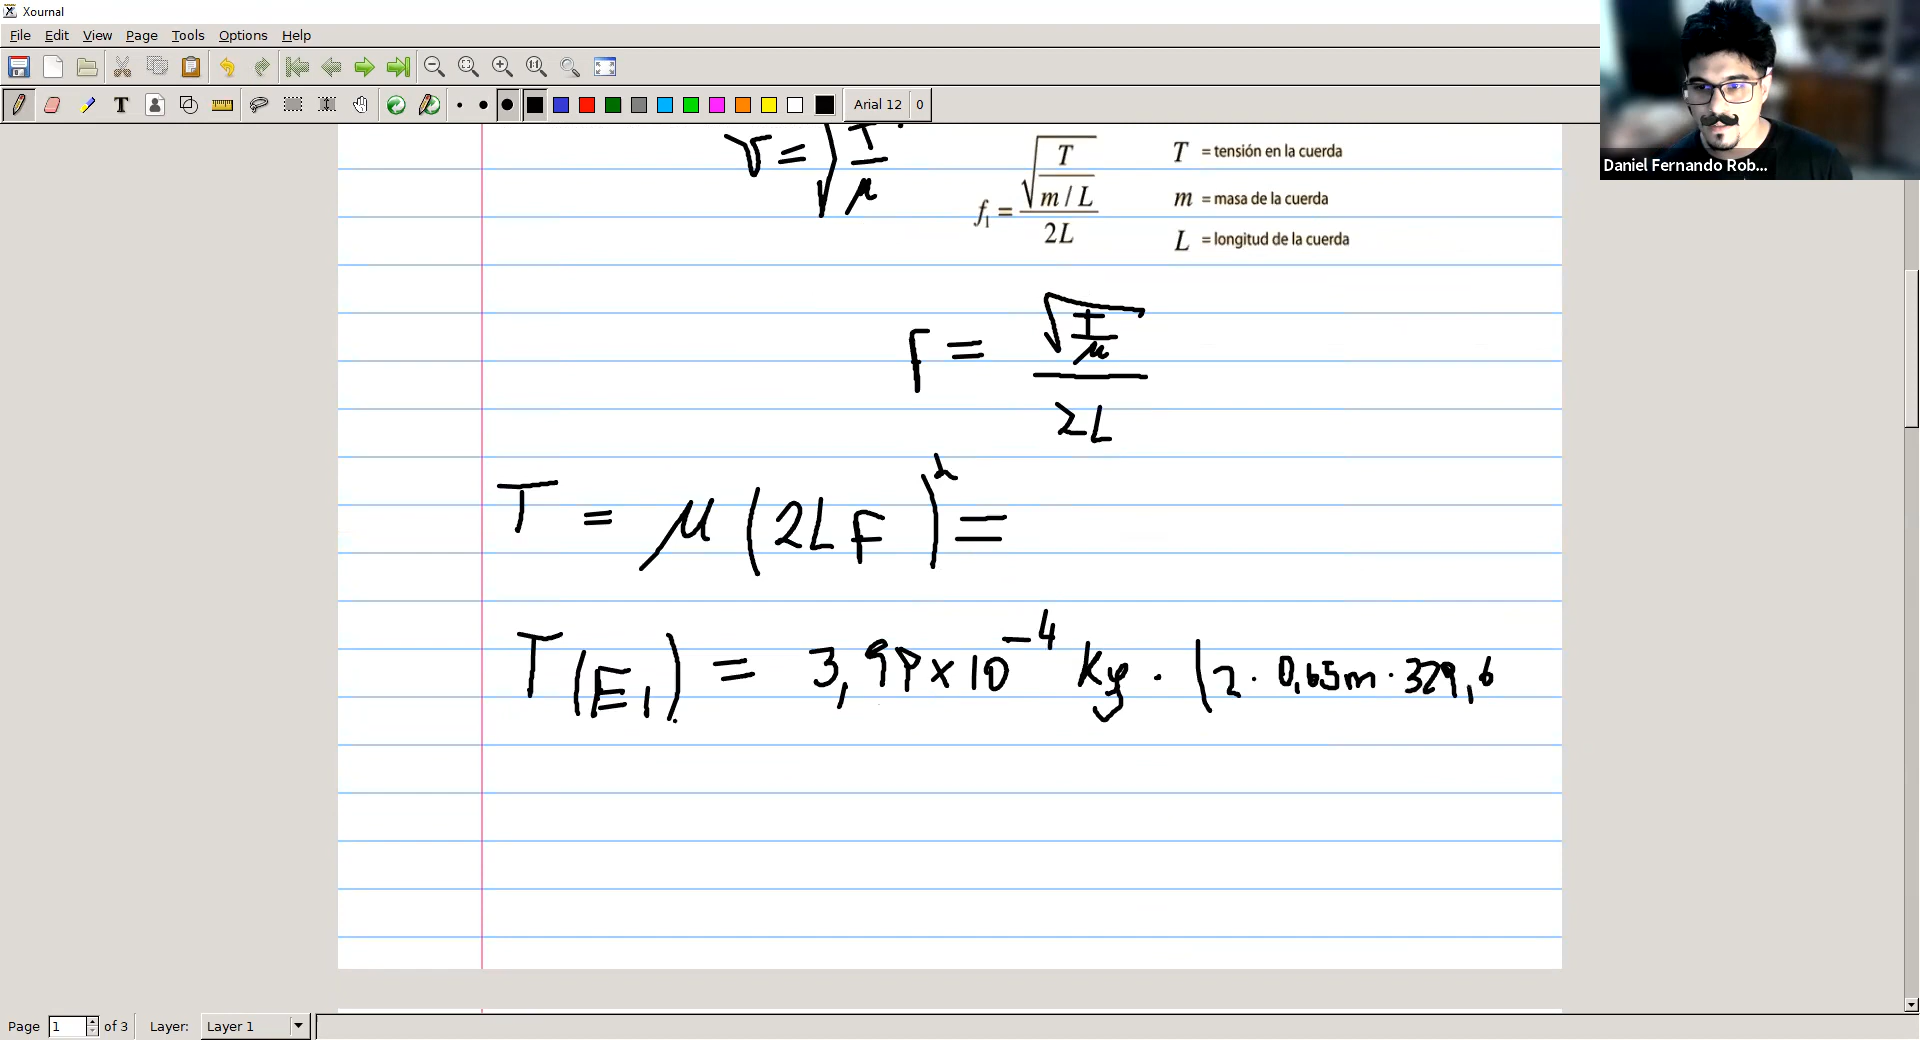 Xournal
File Edit View Page Tools Options Help
Arial 12 0
Daniel Fernando Rob...
v = √T/μ
f1 = √T/m/L / 2L
T = tensión en la cuerda
m = masa de la cuerda
L = longitud de la cuerda
F = √T/μ / 2L
T = μ (2LF)² =
T(E1) = 3,99x10⁻⁴ Kg · (2 · 0,65m · 329,6
Page 1 of 3 Layer: Layer 1